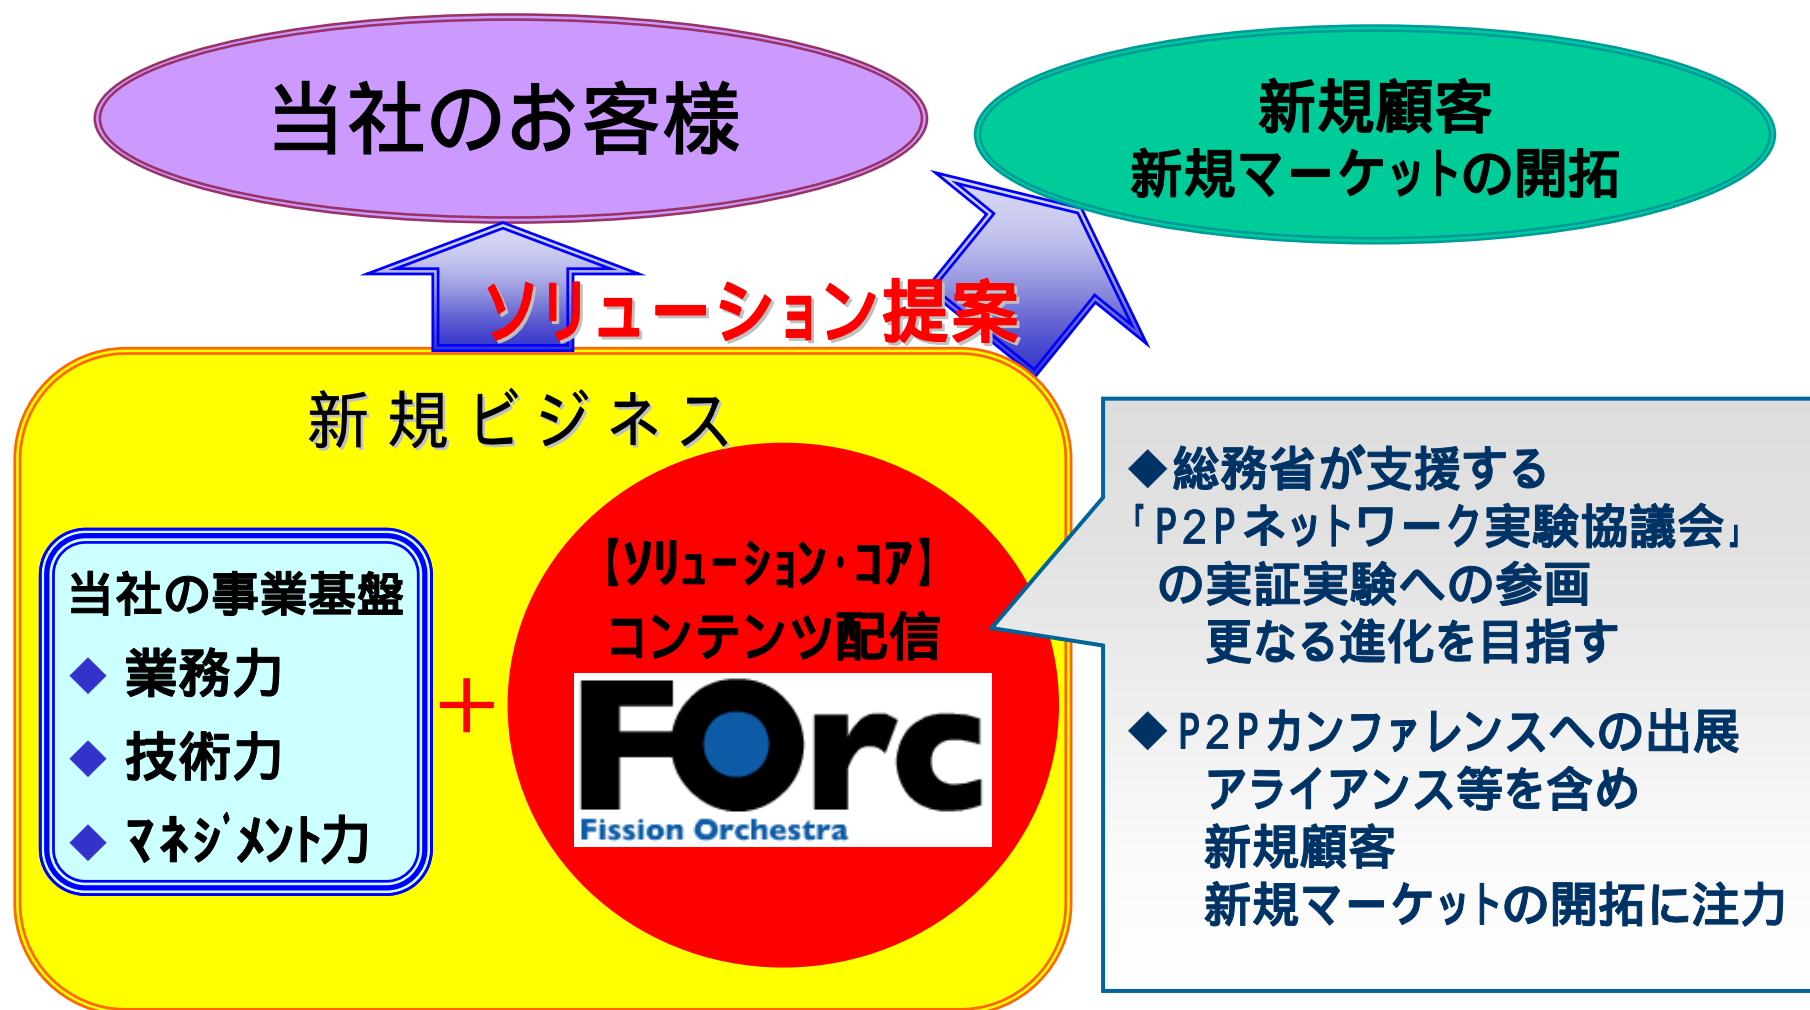 当社のお客様
新規顧客
新規マーケットの開拓
ソリューション提案
新規ビジネス
当社の事業基盤
◆ 業務力
◆ 技術力
◆ ﾏﾈｼﾞﾒﾝﾄ力
+
【ｿﾘｭｰｼｮﾝ･ｺｱ】
コンテンツ配信
FOrc
Fission Orchestra
◆総務省が支援する
「P2Pネットワーク実験協議会」
の実証実験への参画
更なる進化を目指す
◆P2Pカンファレンスへの出展
アライアンス等を含め
新規顧客
新規マーケットの開拓に注力